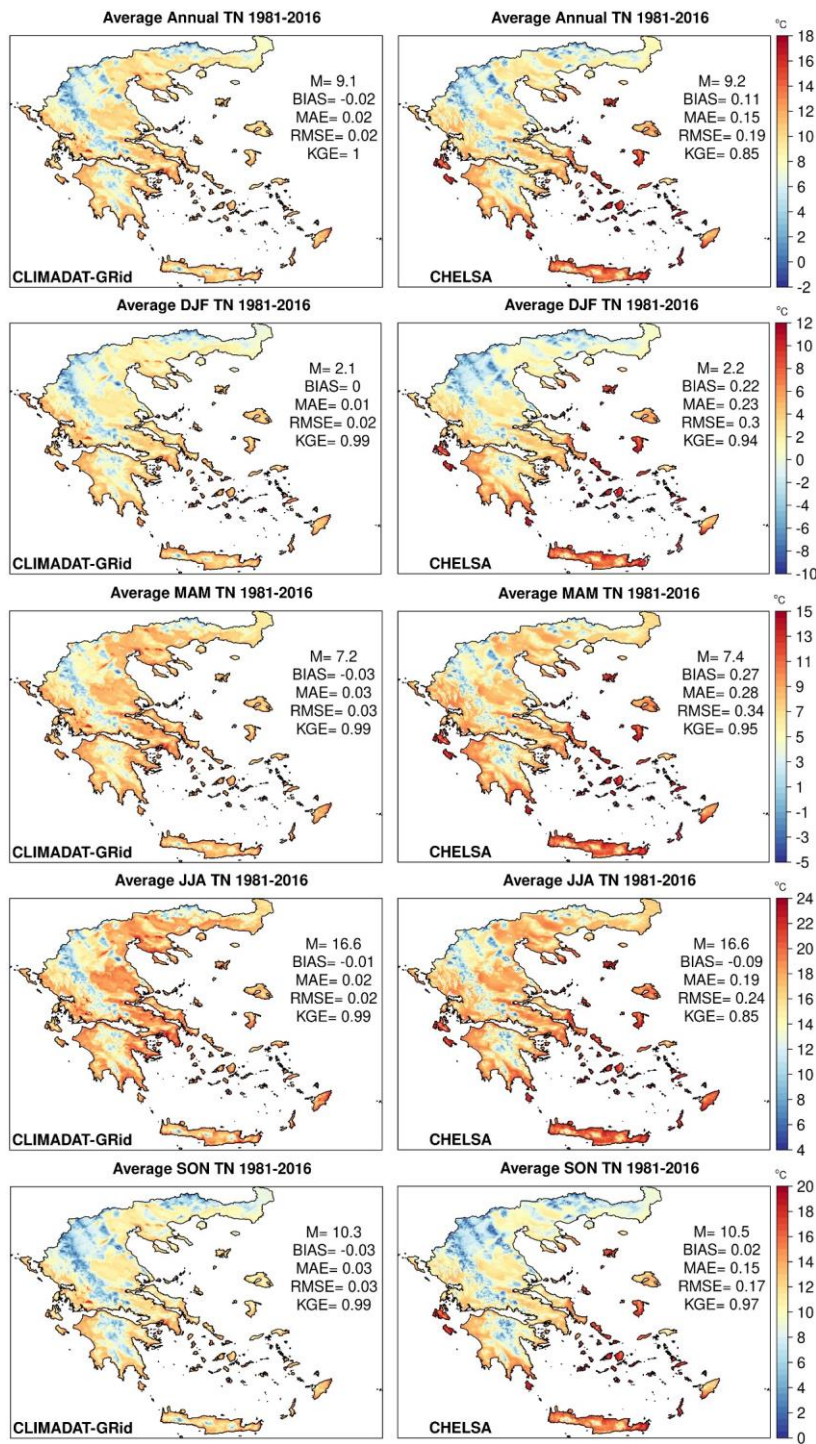 Average Annual TN 1981-2016
M= 9.1
BIAS= -0.02
MAE= 0.02
RMSE= 0.02
KGE= 1
CLIMADAT-GRid
Average Annual TN 1981-2016
M= 9.2
BIAS= 0.11
MAE= 0.15
RMSE= 0.19
KGE= 0.85
CHELSA
°C
18
16
14
12
10
8
6
4
2
0
-2
Average DJF TN 1981-2016
M= 2.1
BIAS= 0
MAE= 0.01
RMSE= 0.02
KGE= 0.99
CLIMADAT-GRid
Average DJF TN 1981-2016
M= 2.2
BIAS= 0.22
MAE= 0.23
RMSE= 0.3
KGE= 0.94
CHELSA
°C
12
10
8
6
4
2
0
-2
-4
-6
-8
-10
Average MAM TN 1981-2016
M= 7.2
BIAS= -0.03
MAE= 0.03
RMSE= 0.03
KGE= 0.99
CLIMADAT-GRid
Average MAM TN 1981-2016
M= 7.4
BIAS= 0.27
MAE= 0.28
RMSE= 0.34
KGE= 0.95
CHELSA
°C
15
13
11
9
7
5
3
1
-1
-3
-5
Average JJA TN 1981-2016
M= 16.6
BIAS= -0.01
MAE= 0.02
RMSE= 0.02
KGE= 0.99
CLIMADAT-GRid
Average JJA TN 1981-2016
M= 16.6
BIAS= -0.09
MAE= 0.19
RMSE= 0.24
KGE= 0.85
CHELSA
°C
24
22
20
18
16
14
12
10
8
6
4
Average SON TN 1981-2016
M= 10.3
BIAS= -0.03
MAE= 0.03
RMSE= 0.03
KGE= 0.99
CLIMADAT-GRid
Average SON TN 1981-2016
M= 10.5
BIAS= 0.02
MAE= 0.15
RMSE= 0.17
KGE= 0.97
CHELSA
°C
20
18
16
14
12
10
8
6
4
2
0